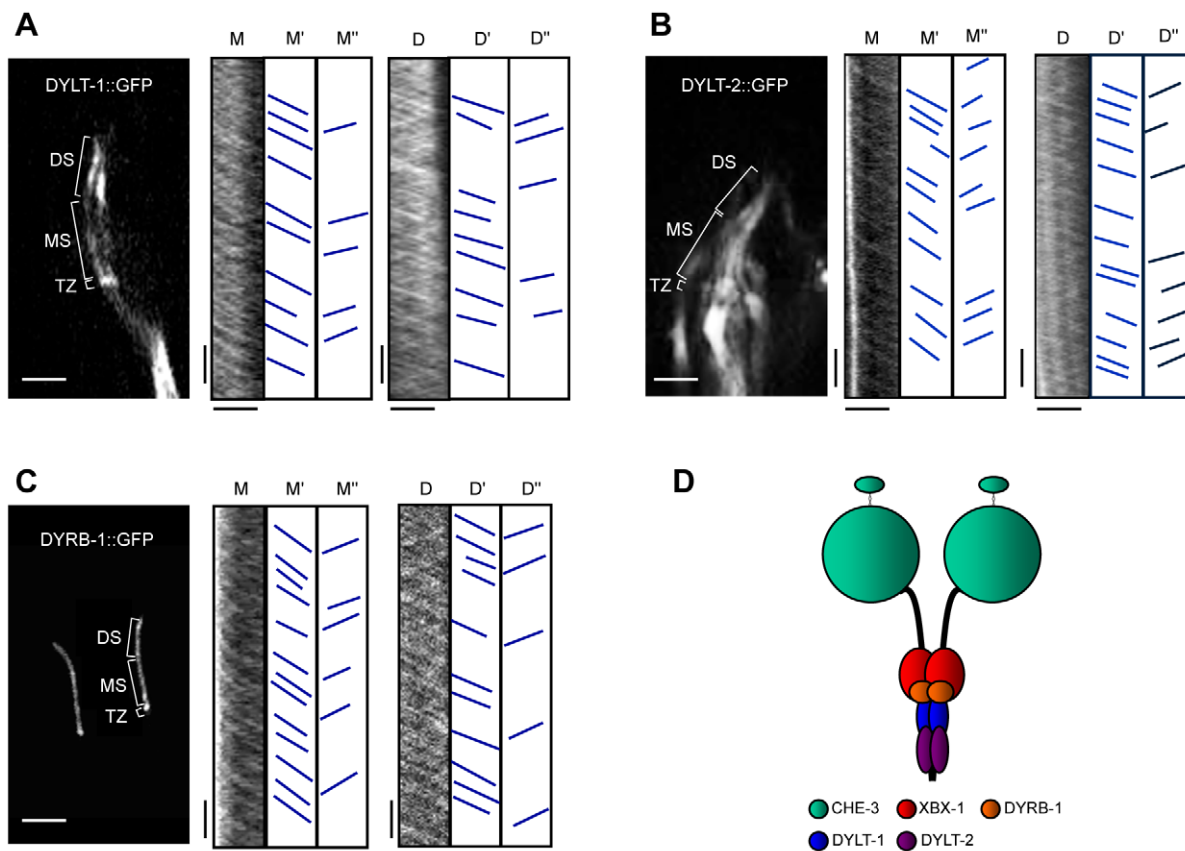 A
M M' M" D D' D"
DYLT-1::GFP
DS
MS
TZ
B
M M' M" D D' D"
DYLT-2::GFP
DS
MS
TZ
C
M M' M" D D' D"
DYRB-1::GFP
DS
MS
TZ
D
CHE-3 XBX-1 DYRB-1
DYLT-1 DYLT-2